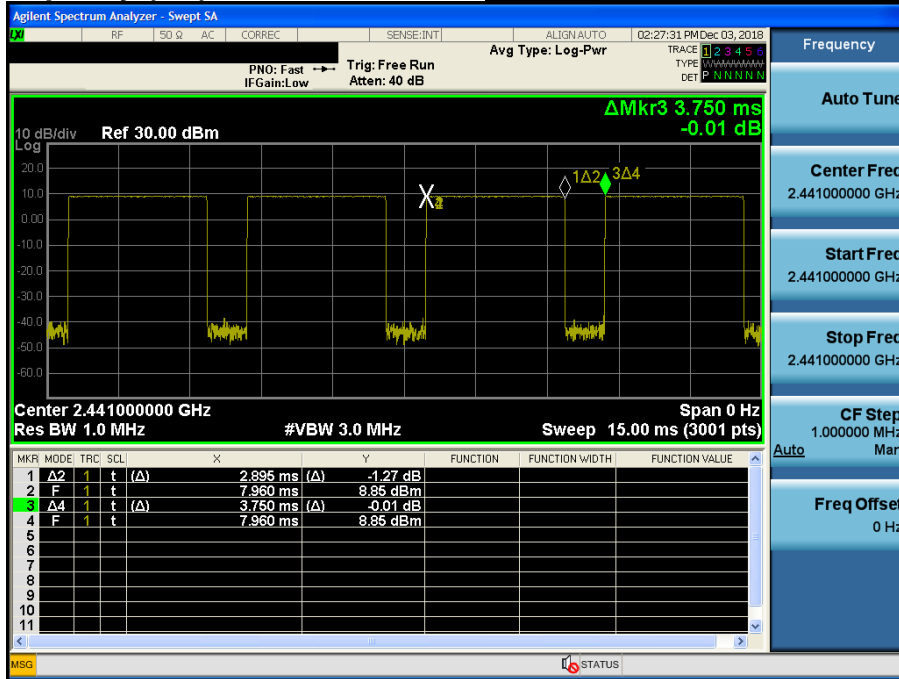 Agilent Spectrum Analyzer - Swept SA
LXI RF 50 Ω AC CORREC SENSE:INT ALIGN AUTO 02:27:31 PM Dec 03, 2018
Avg Type: Log-Pwr TRACE 1 2 3 4 5 6
PNO: Fast Trig: Free Run TYPE WWWWWW
IFGain:Low Atten: 40 dB DET P N N N N N
ΔMkr3 3.750 ms
-0.01 dB
10 dB/div Ref 30.00 dBm
Log
20.0
10.0
0.00
-10.0
-20.0
-30.0
-40.0
-50.0
-60.0
X
1Δ2 3Δ4
Center 2.441000000 GHz Span 0 Hz
Res BW 1.0 MHz #VBW 3.0 MHz Sweep 15.00 ms (3001 pts)
MKR MODE TRC SCL X Y FUNCTION FUNCTION WIDTH FUNCTION VALUE
1 Δ2 1 t (Δ) 2.895 ms (Δ) -1.27 dB
2 F 1 t 7.960 ms 8.85 dBm
3 Δ4 1 t (Δ) 3.750 ms (Δ) -0.01 dB
4 F 1 t 7.960 ms 8.85 dBm
5
6
7
8
9
10
11
MSG STATUS
Frequency
Auto Tune
Center Freq
2.441000000 GHz
Start Freq
2.441000000 GHz
Stop Freq
2.441000000 GHz
CF Step
1.000000 MHz
Auto Man
Freq Offset
0 Hz